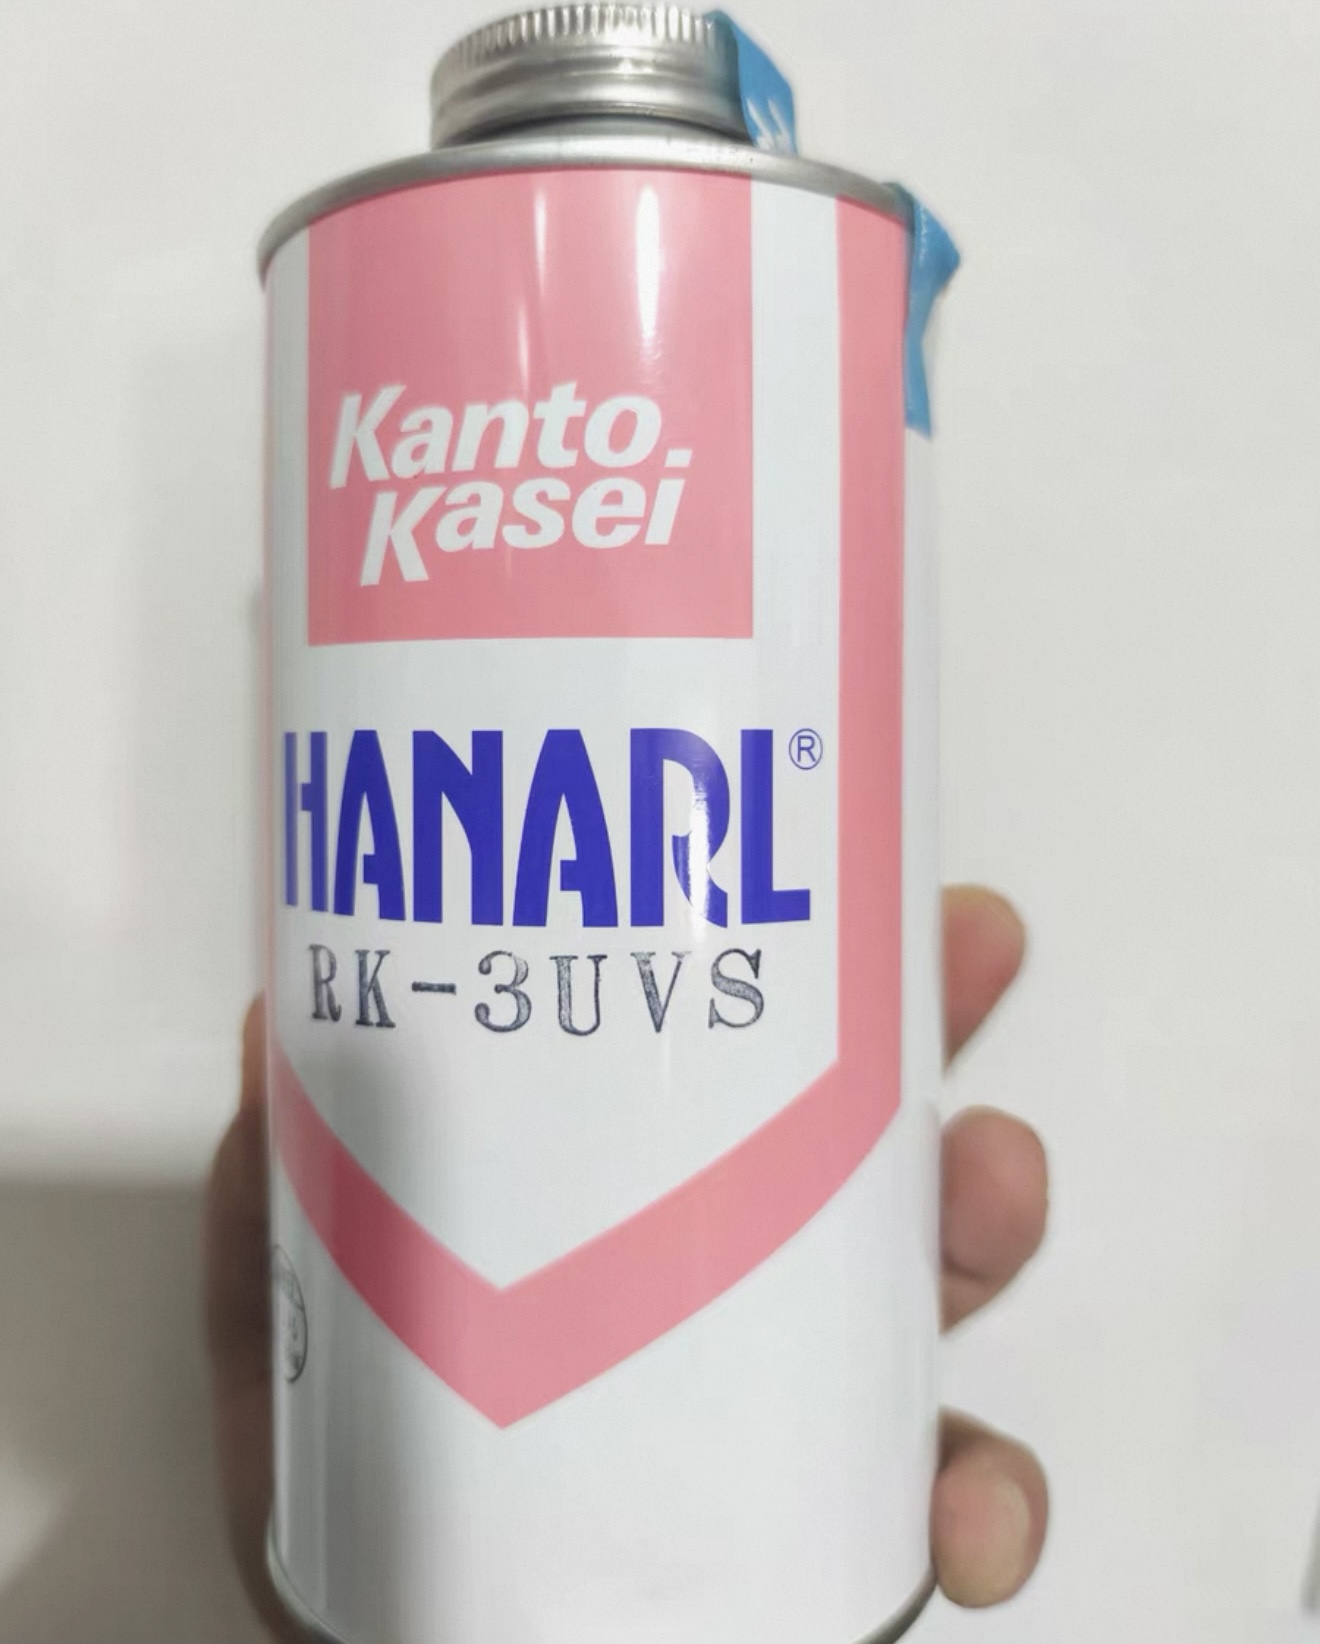 Kanto
Kasei
HANARL®
RK-3UVS